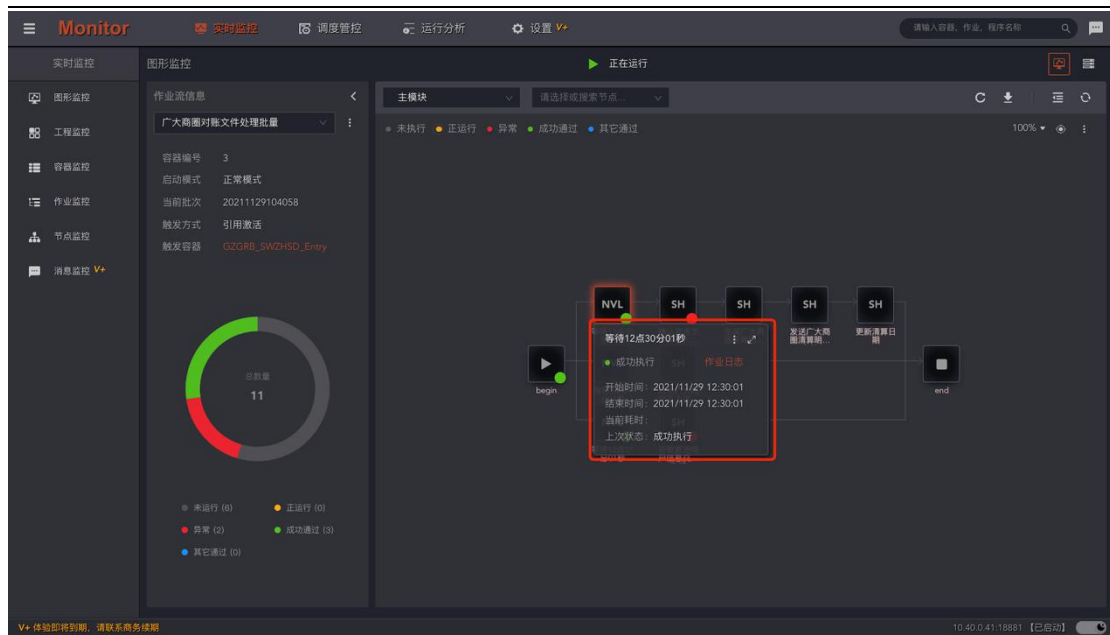 Monitor
实时监控
调度管控
运行分析
设置 V+
请输入容器、作业、程序名称
实时监控
图形监控
正在运行
图形监控
工程监控
容器监控
作业监控
节点监控
消息监控 V+
作业流信息
广大商圈对账文件处理批量
容器编号 3
启动模式 正常模式
当前批次 20211129104058
触发方式 引用激活
触发容器 GZGRB_SWZHSD_Entry
总数量
11
未运行 (6)
正运行 (0)
异常 (2)
成功通过 (3)
其它通过 (0)
主模块
请选择或搜索节点...
未执行 正运行 异常 成功通过 其它通过
100%
NVL SH SH SH SH
发送广大商圈清算明...
更新清算日期
等待12点30分01秒
成功执行 SH 作业日志
开始时间: 2021/11/29 12:30:01
结束时间: 2021/11/29 12:30:01
当前耗时:
上次状态: 成功执行
begin
end
V+ 体验即将到期，请联系商务续期
10.40.0.41:18881 【已启动】